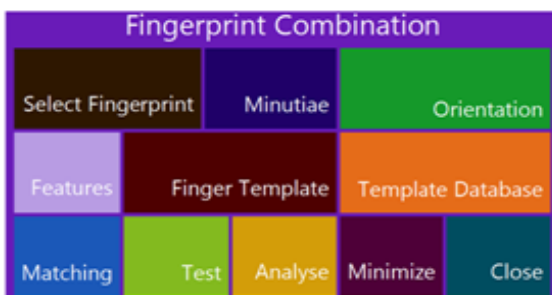 Fingerprint Combination
Select Fingerprint Minutiae Orientation
Features Finger Template Template Database
Matching Test Analyse Minimize Close